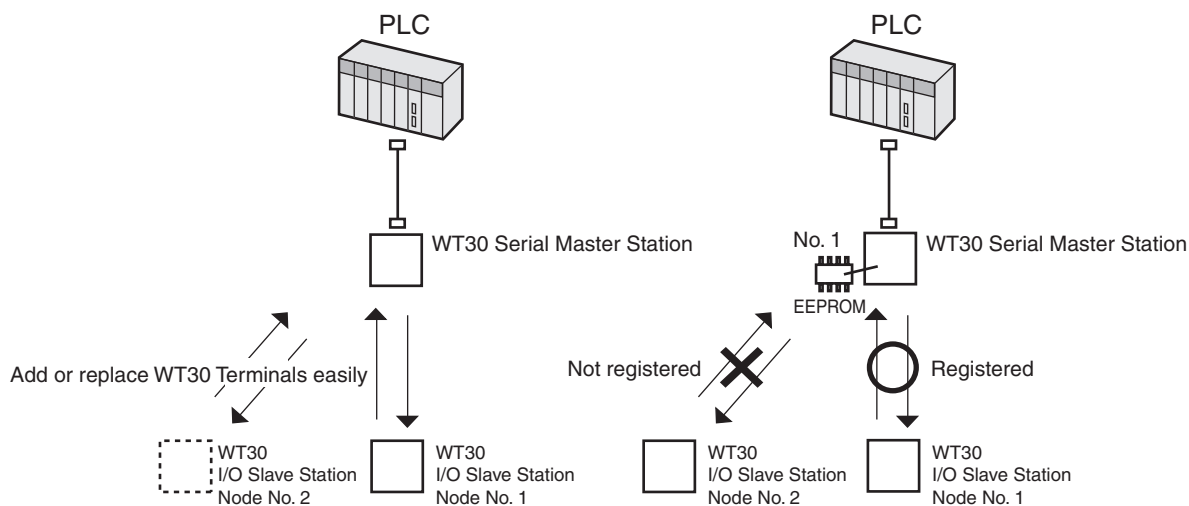 PLC
WT30 Serial Master Station
Add or replace WT30 Terminals easily
WT30
I/O Slave Station
Node No. 2
WT30
I/O Slave Station
Node No. 1
PLC
No. 1
WT30 Serial Master Station
EEPROM
Not registered
Registered
WT30
I/O Slave Station
Node No. 2
WT30
I/O Slave Station
Node No. 1